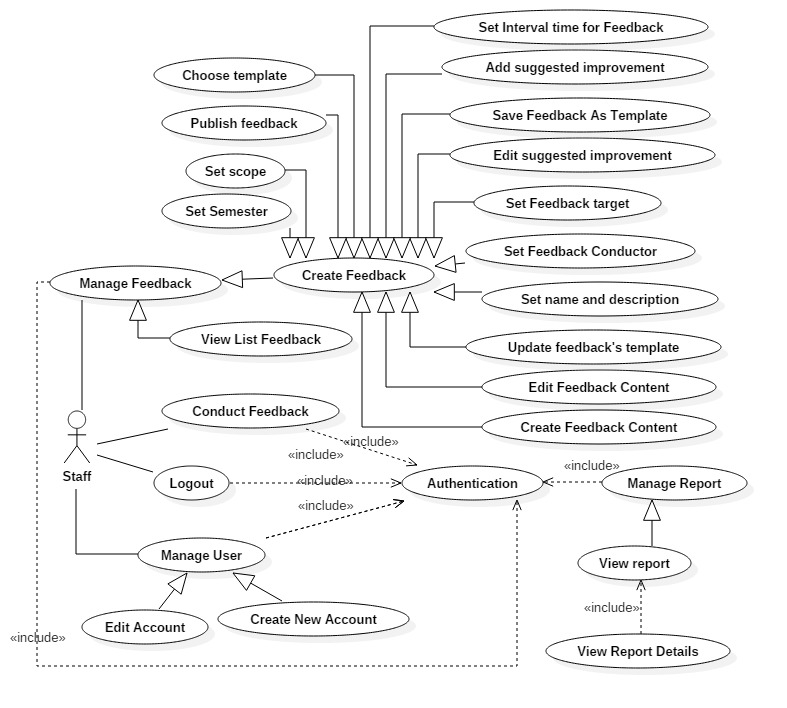 Set Interval time for Feedback
Choose template
Add suggested improvement
Publish feedback
Save Feedback As Template
Edit suggested improvement
Set scope
Set Semester
Set Feedback target
Set Feedback Conductor
Manage Feedback
Create Feedback
Set name and description
View List Feedback
Update feedback's template
Edit Feedback Content
Conduct Feedback
Create Feedback Content
«include»
«include»
«include»
Staff
Logout
«include»
Authentication
Manage Report
«include»
Manage User
View report
«include»
Edit Account
Create New Account
«include»
View Report Details